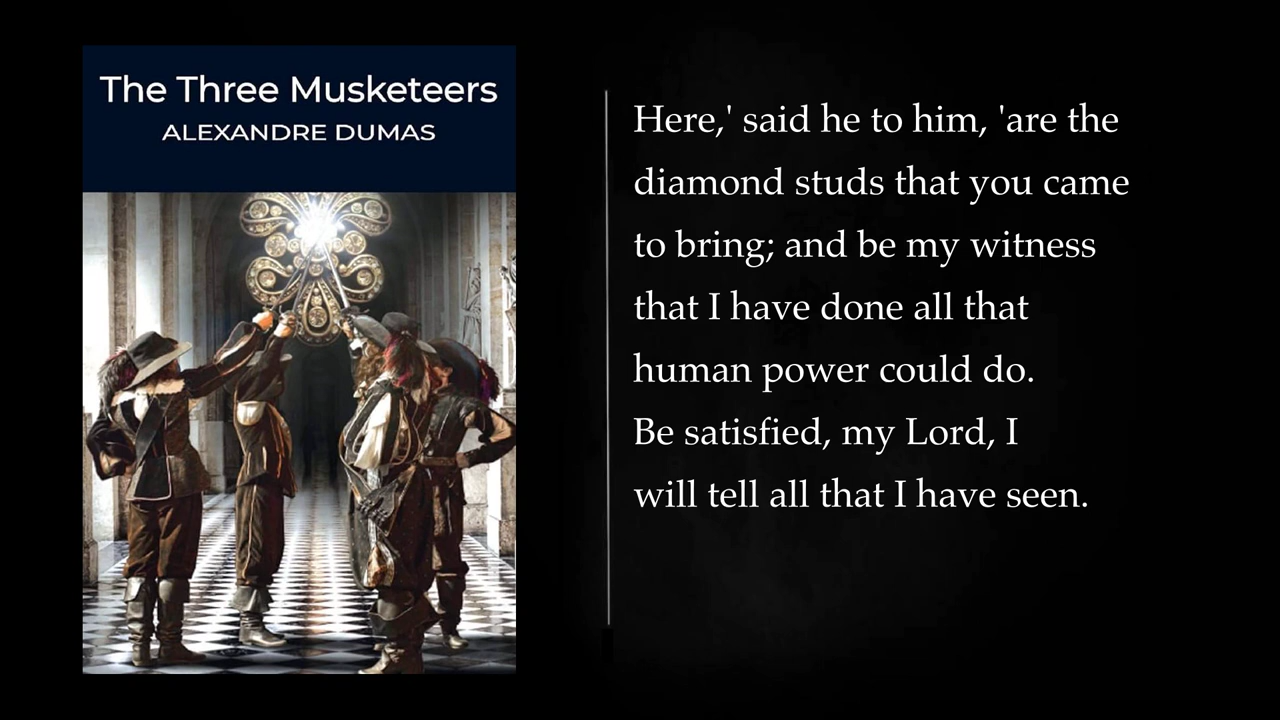 The Three Musketeers
ALEXANDRE DUMAS
Here,' said he to him, 'are the
diamond studs that you came
to bring; and be my witness
that I have done all that
human power could do.
Be satisfied, my Lord, I
will tell all that I have seen.